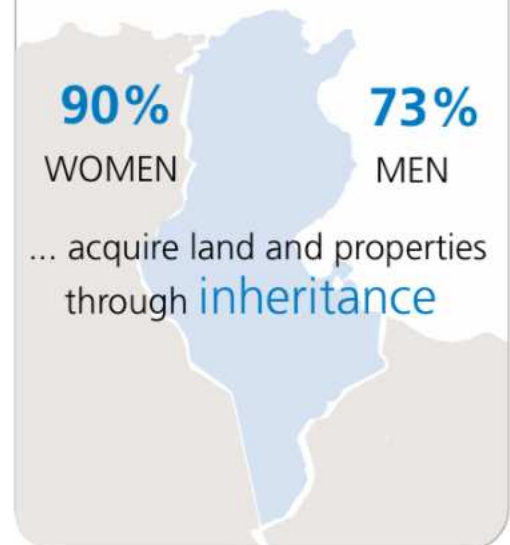 90% 73%
WOMEN MEN
... acquire land and properties
through inheritance